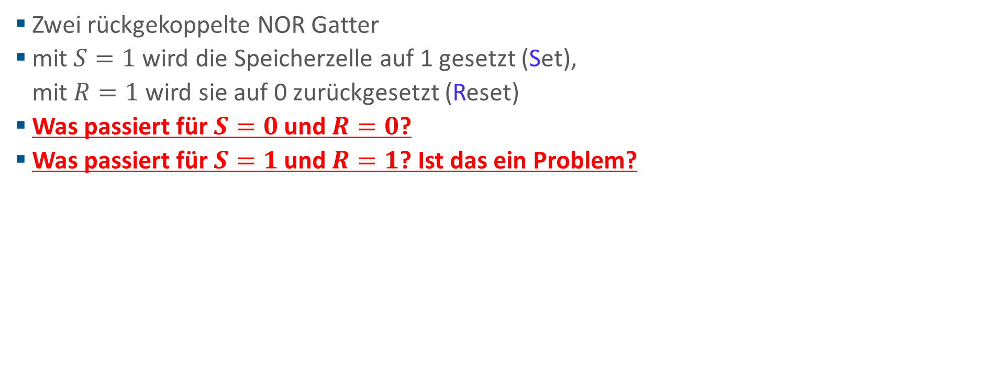 ▪ Zwei rückgekoppelte NOR Gatter
▪ mit S = 1 wird die Speicherzelle auf 1 gesetzt (Set),
mit R = 1 wird sie auf 0 zurückgesetzt (Reset)
▪ Was passiert für S = 0 und R = 0?
▪ Was passiert für S = 1 und R = 1? Ist das ein Problem?